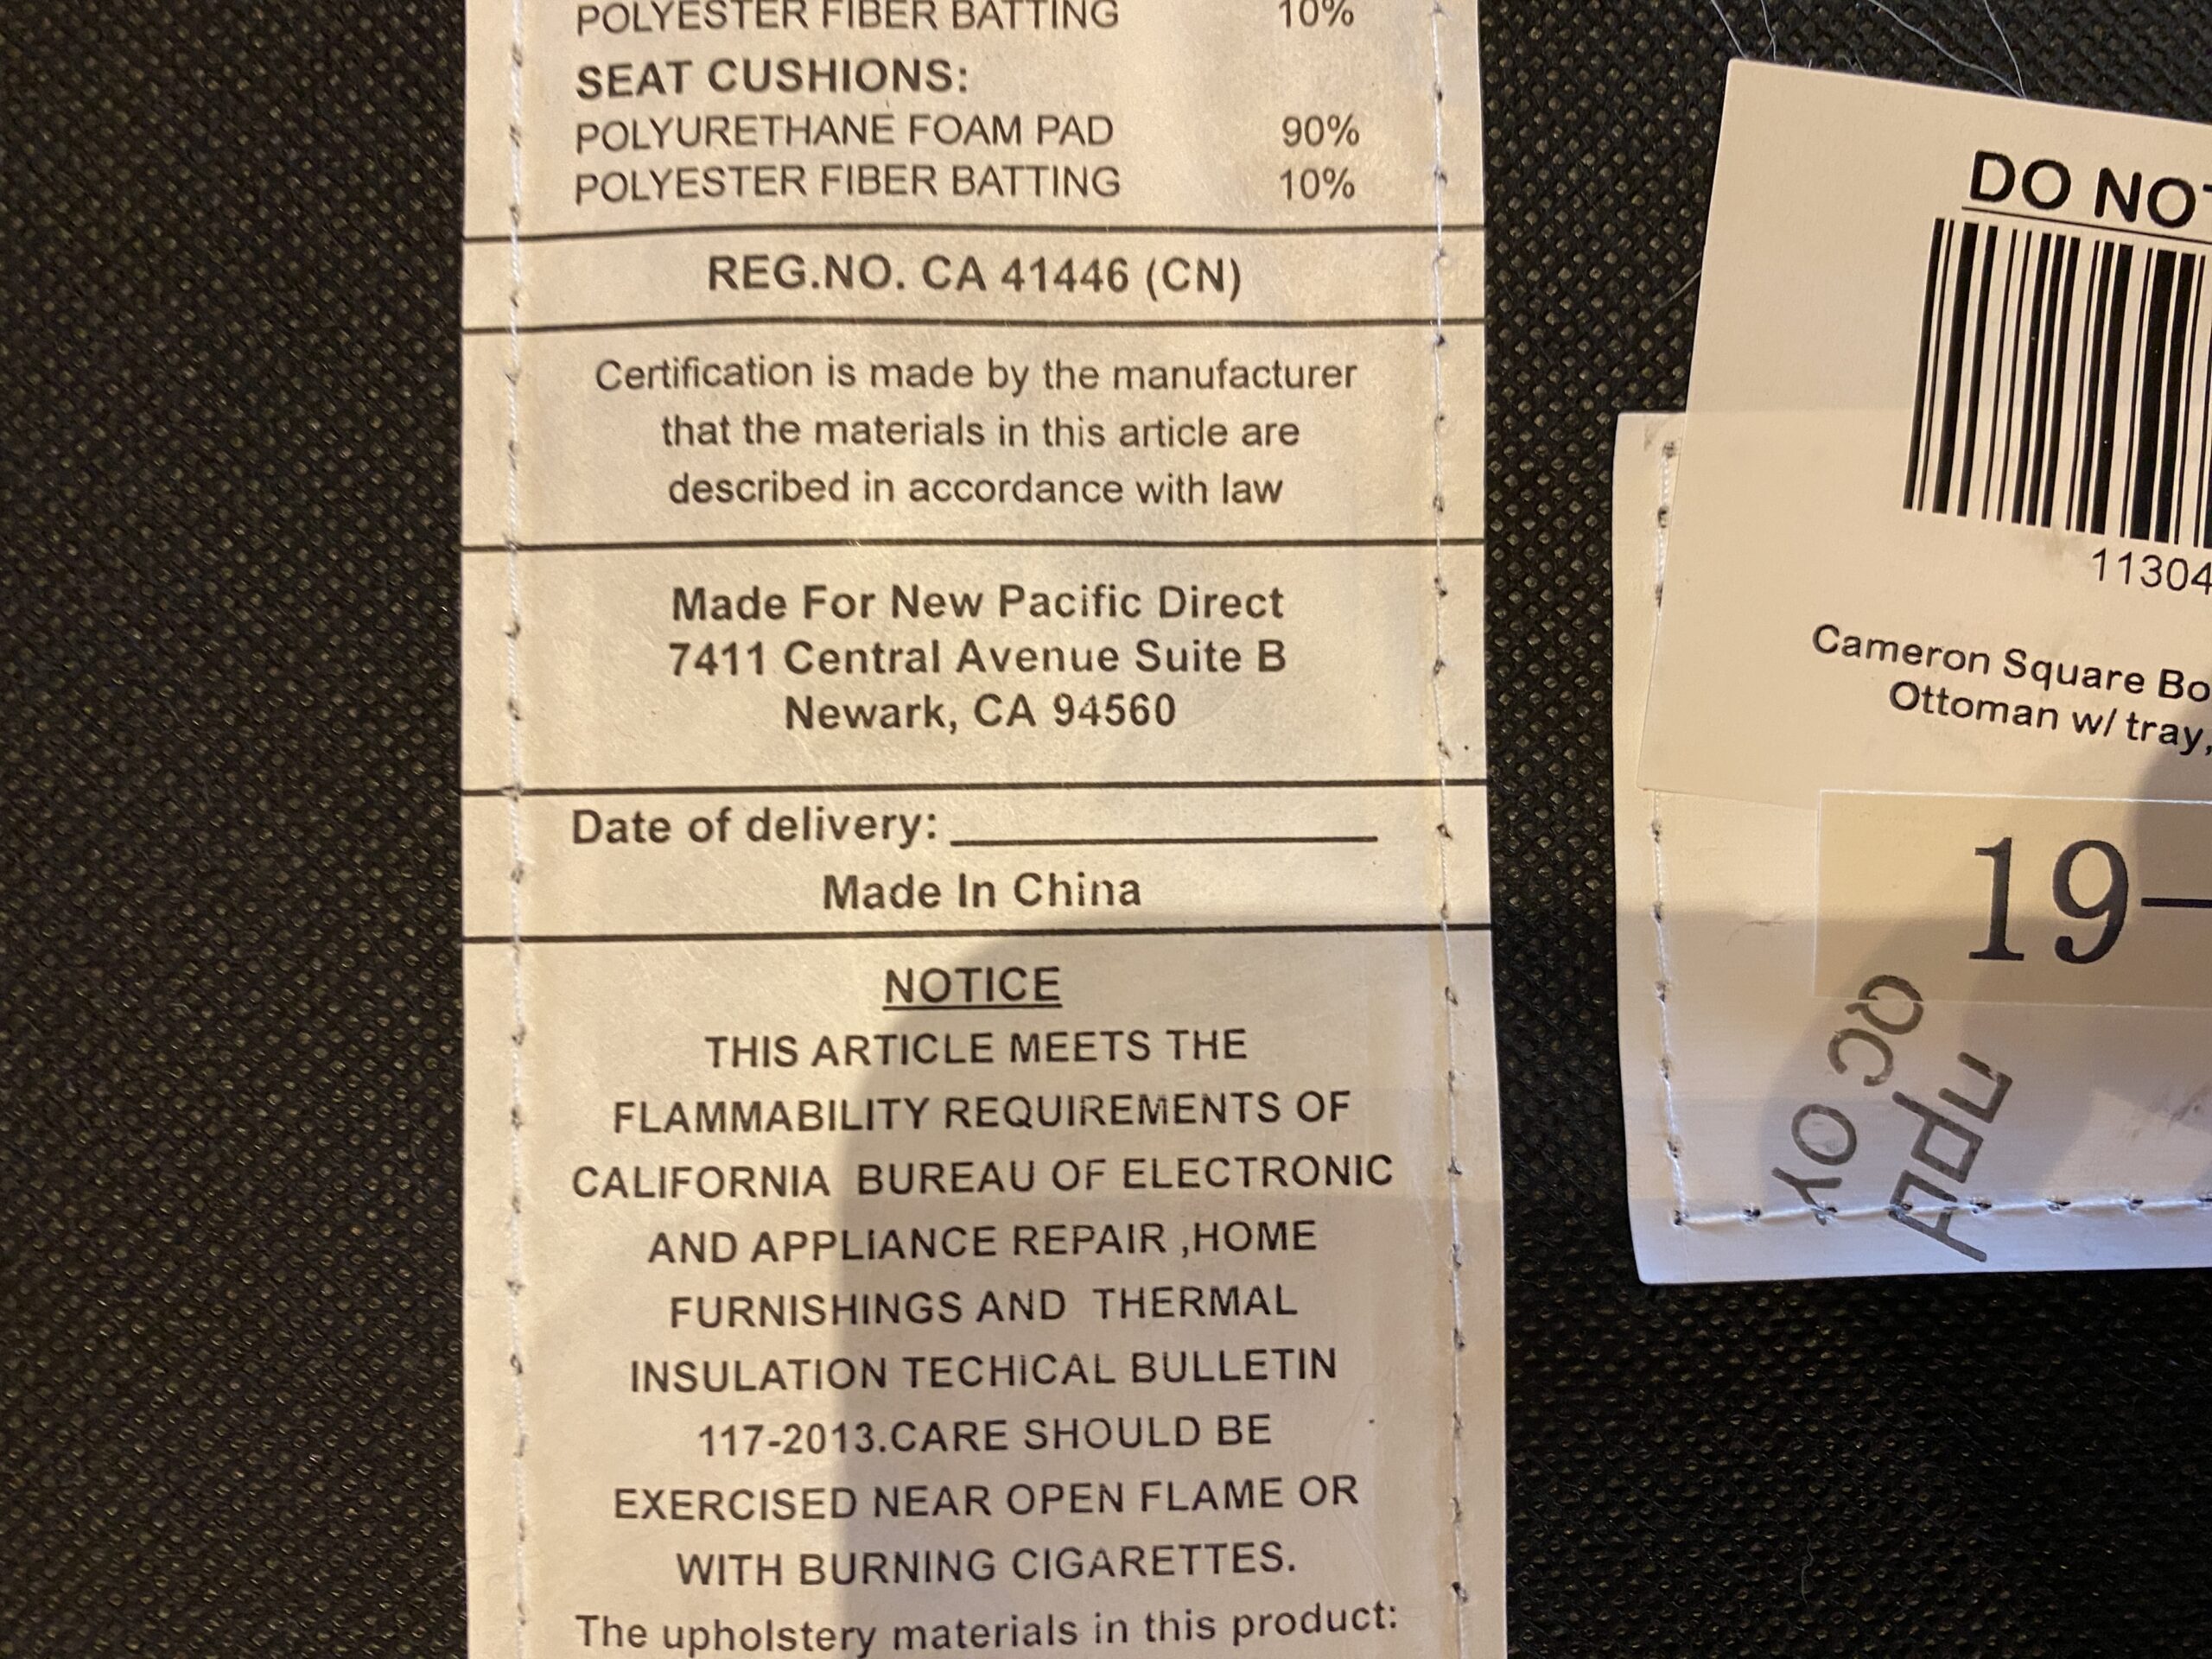 POLYESTER FIBER BATTING 10%
SEAT CUSHIONS:
POLYURETHANE FOAM PAD 90%
POLYESTER FIBER BATTING 10%
REG.NO. CA 41446 (CN)
Certification is made by the manufacturer
that the materials in this article are
described in accordance with law
Made For New Pacific Direct
7411 Central Avenue Suite B
Newark, CA 94560
Date of delivery:
Made In China
NOTICE
THIS ARTICLE MEETS THE
FLAMMABILITY REQUIREMENTS OF
CALIFORNIA BUREAU OF ELECTRONIC
AND APPLIANCE REPAIR ,HOME
FURNISHINGS AND THERMAL
INSULATION TECHICAL BULLETIN
117-2013.CARE SHOULD BE
EXERCISED NEAR OPEN FLAME OR
WITH BURNING CIGARETTES.
The upholstery materials in this product:
DO NOT
11304
Cameron Square Bo
Ottoman w/ tray,
19-
QC OY